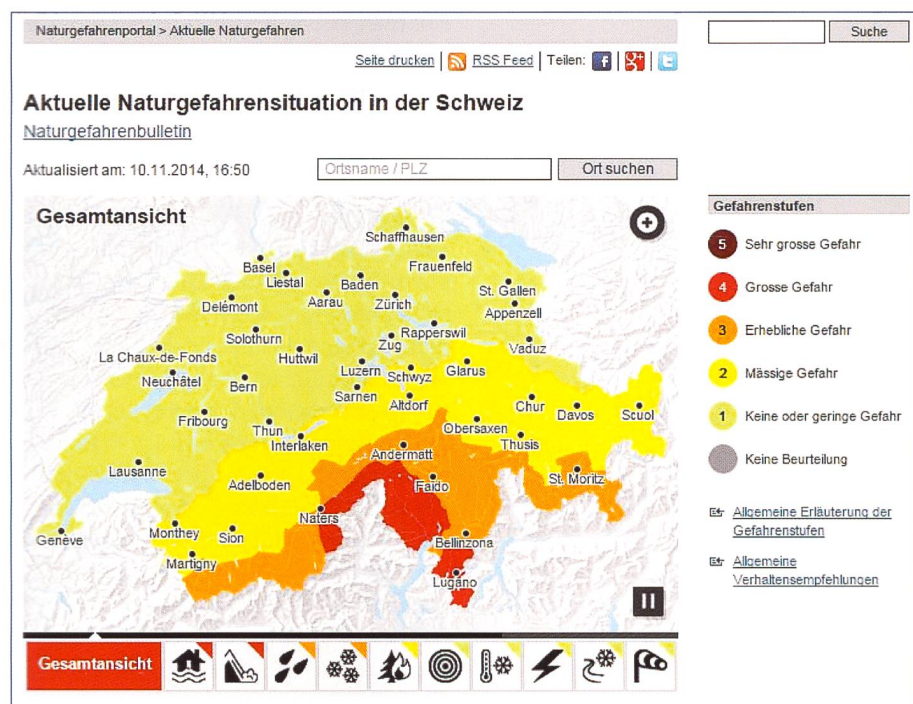 Naturgefahrenportal > Aktuelle Naturgefahren
Suche
Seite drucken | RSS Feed | Teilen: f | g+ | t
Aktuelle Naturgefahrensituation in der Schweiz
Naturgefahrenbulletin
Aktualisiert am: 10.11.2014, 16:50
Ortsname / PLZ
Ort suchen
Gesamtansicht
Schaffhausen
Basel
Liestal
Baden
Frauenfeld
Delémont
Aarau
Zürich
St. Gallen
Appenzell
Solothurn
Rapperswil
La Chaux-de-Fonds
Huttwil
Zug
Vaduz
Neuchâtel
Bern
Luzern
Schwyz
Glarus
Sarnen
Altdorf
Chur
Davos
Scuol
Fribourg
Thun
Interlaken
Obersaxen
Thusis
Andermatt
Lausanne
Adelboden
Faido
St. Moritz
Naters
Genève
Monthey
Sion
Bellinzona
Martigny
Lugano
Gefahrenstufen
5 Sehr grosse Gefahr
4 Grosse Gefahr
3 Erhebliche Gefahr
2 Mässige Gefahr
1 Keine oder geringe Gefahr
Keine Beurteilung
Allgemeine Erläuterung der
Gefahrenstufen
Allgemeine
Verhaltensempfehlungen
Gesamtansicht